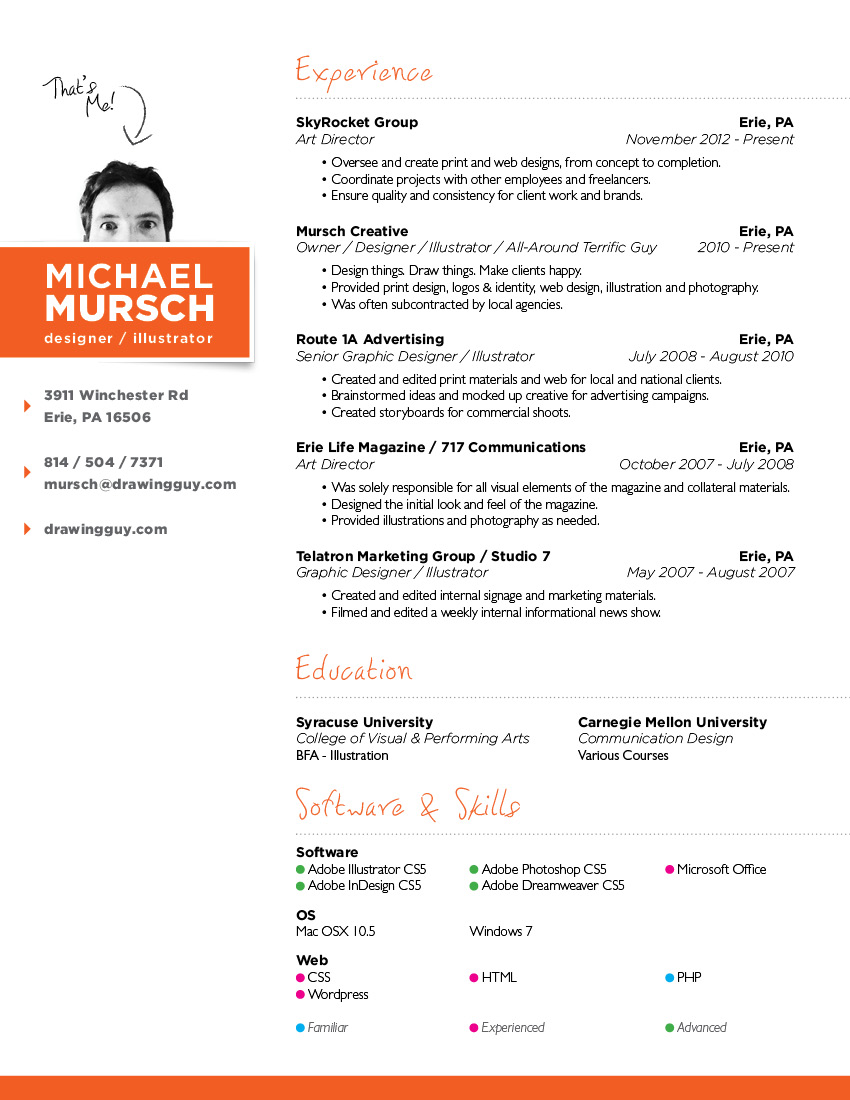 That's
Me!
MICHAEL
MURSCH
designer / illustrator
3911 Winchester Rd
Erie, PA 16506
814 / 504 / 7371
mursch@drawingguy.com
drawingguy.com
Experience
SkyRocket Group Erie, PA
Art Director November 2012 - Present
• Oversee and create print and web designs, from concept to completion.
• Coordinate projects with other employees and freelancers.
• Ensure quality and consistency for client work and brands.
Mursch Creative Erie, PA
Owner / Designer / Illustrator / All-Around Terrific Guy 2010 - Present
• Design things. Draw things. Make clients happy.
• Provided print design, logos & identity, web design, illustration and photography.
• Was often subcontracted by local agencies.
Route 1A Advertising Erie, PA
Senior Graphic Designer / Illustrator July 2008 - August 2010
• Created and edited print materials and web for local and national clients.
• Brainstormed ideas and mocked up creative for advertising campaigns.
• Created storyboards for commercial shoots.
Erie Life Magazine / 717 Communications Erie, PA
Art Director October 2007 - July 2008
• Was solely responsible for all visual elements of the magazine and collateral materials.
• Designed the initial look and feel of the magazine.
• Provided illustrations and photography as needed.
Telatron Marketing Group / Studio 7 Erie, PA
Graphic Designer / Illustrator May 2007 - August 2007
• Created and edited internal signage and marketing materials.
• Filmed and edited a weekly internal informational news show.
Education
Syracuse University Carnegie Mellon University
College of Visual & Performing Arts Communication Design
BFA - Illustration Various Courses
Software & Skills
Software
Adobe Illustrator CS5 Adobe Photoshop CS5 Microsoft Office
Adobe InDesign CS5 Adobe Dreamweaver CS5
OS
Mac OSX 10.5 Windows 7
Web
CSS HTML PHP
Wordpress
Familiar Experienced Advanced